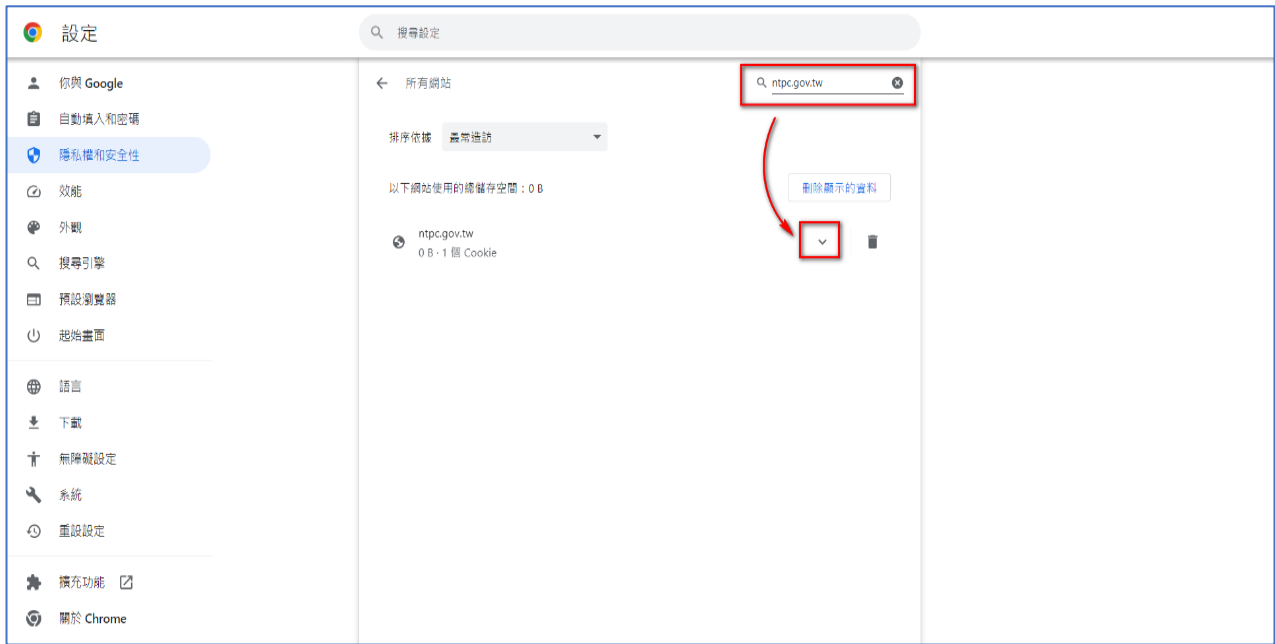 設定
搜尋設定
你與 Google
自動填入和密碼
隱私權和安全性
效能
外觀
搜尋引擎
預設瀏覽器
起始畫面
語言
下載
無障礙設定
系統
重設設定
擴充功能
關於 Chrome
所有網站
ntpc.gov.tw
排序依據 最常造訪
以下網站使用的總儲存空間：0 B
刪除顯示的資料
ntpc.gov.tw
0 B · 1 個 Cookie